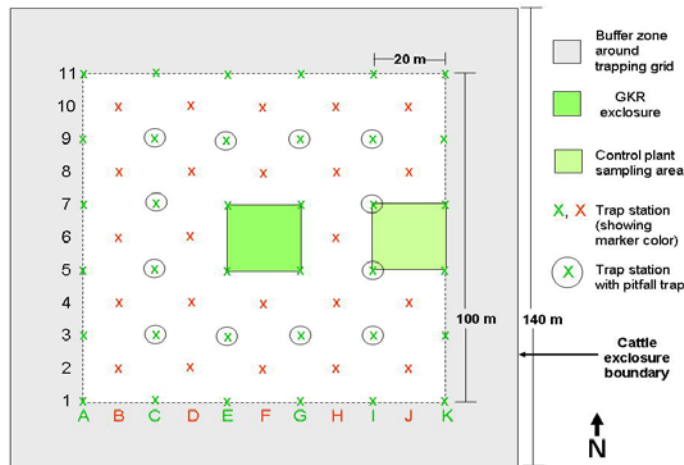 20 m
11
10
9
8
7
6
5
4
3
2
1
A B C D E F G H I J K
100 m
140 m
Buffer zone
around
trapping grid
GKR
exclosure
Control plant
sampling area
X, X Trap station
(showing
marker color)
X Trap station
with pitfall trap
Cattle
exclosure
boundary
N